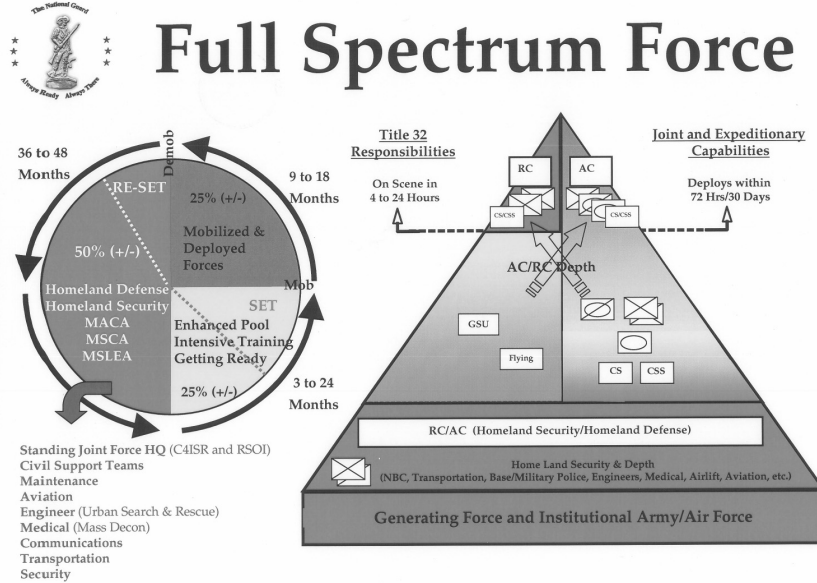 The National Guard
Always Ready Always There
Full Spectrum Force
36 to 48
Months
Demob
9 to 18
Months
RE-SET
25% (+/-)
Mobilized &
Deployed
Forces
50% (+/-)
Mob
Homeland Defense
Homeland Security
MACA
MSCA
MSLEA
SET
Enhanced Pool
Intensive Training
Getting Ready
25% (+/-)
3 to 24
Months
Standing Joint Force HQ (C4ISR and RSOI)
Civil Support Teams
Maintenance
Aviation
Engineer (Urban Search & Rescue)
Medical (Mass Decon)
Communications
Transportation
Security
Title 32
Responsibilities
On Scene in
4 to 24 Hours
Joint and Expeditionary
Capabilities
Deploys within
72 Hrs/30 Days
RC
AC
CS/CSS
CS/CSS
AC/RC Depth
GSU
Flying
CS
CSS
RC/AC (Homeland Security/Homeland Defense)
Home Land Security & Depth
(NBC, Transportation, Base/Military Police, Engineers, Medical, Airlift, Aviation, etc.)
Generating Force and Institutional Army/Air Force